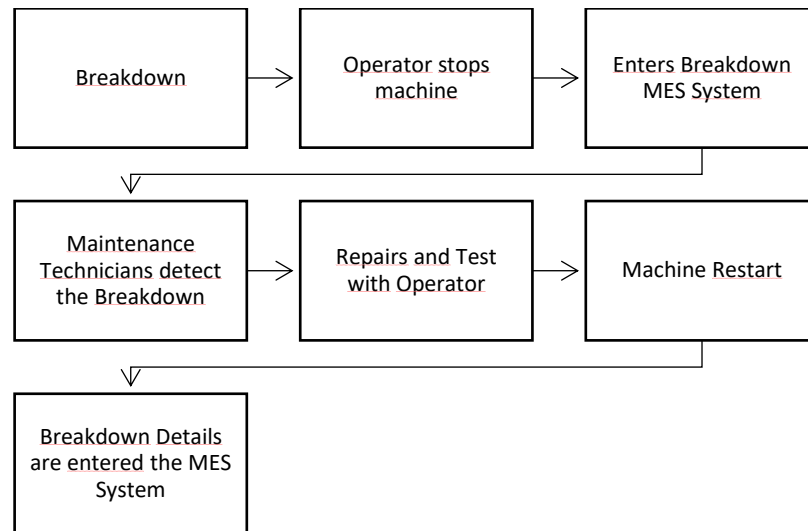 Breakdown
Operator stops
machine
Enters Breakdown
MES System
Maintenance
Technicians detect
the Breakdown
Repairs and Test
with Operator
Machine Restart
Breakdown Details
are entered the MES
System